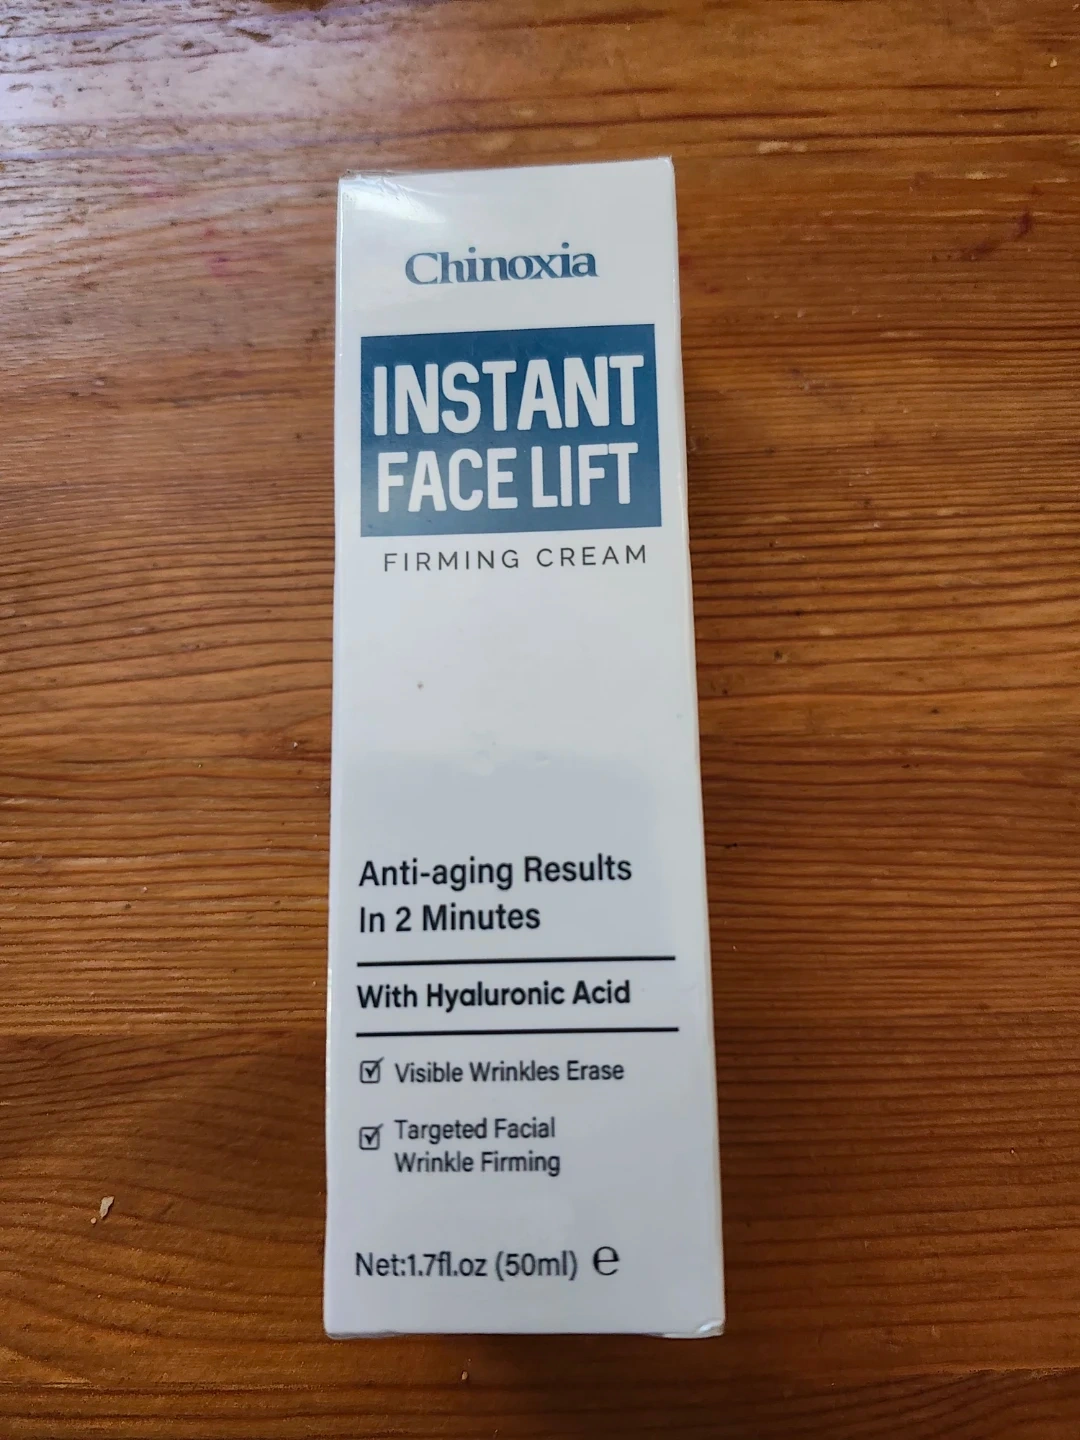 Chinoxia
INSTANT
FACE LIFT
FIRMING CREAM
Anti-aging Results
In 2 Minutes
With Hyaluronic Acid
Visible Wrinkles Erase
Targeted Facial
Wrinkle Firming
Net:1.7fl.oz (50ml) ℮